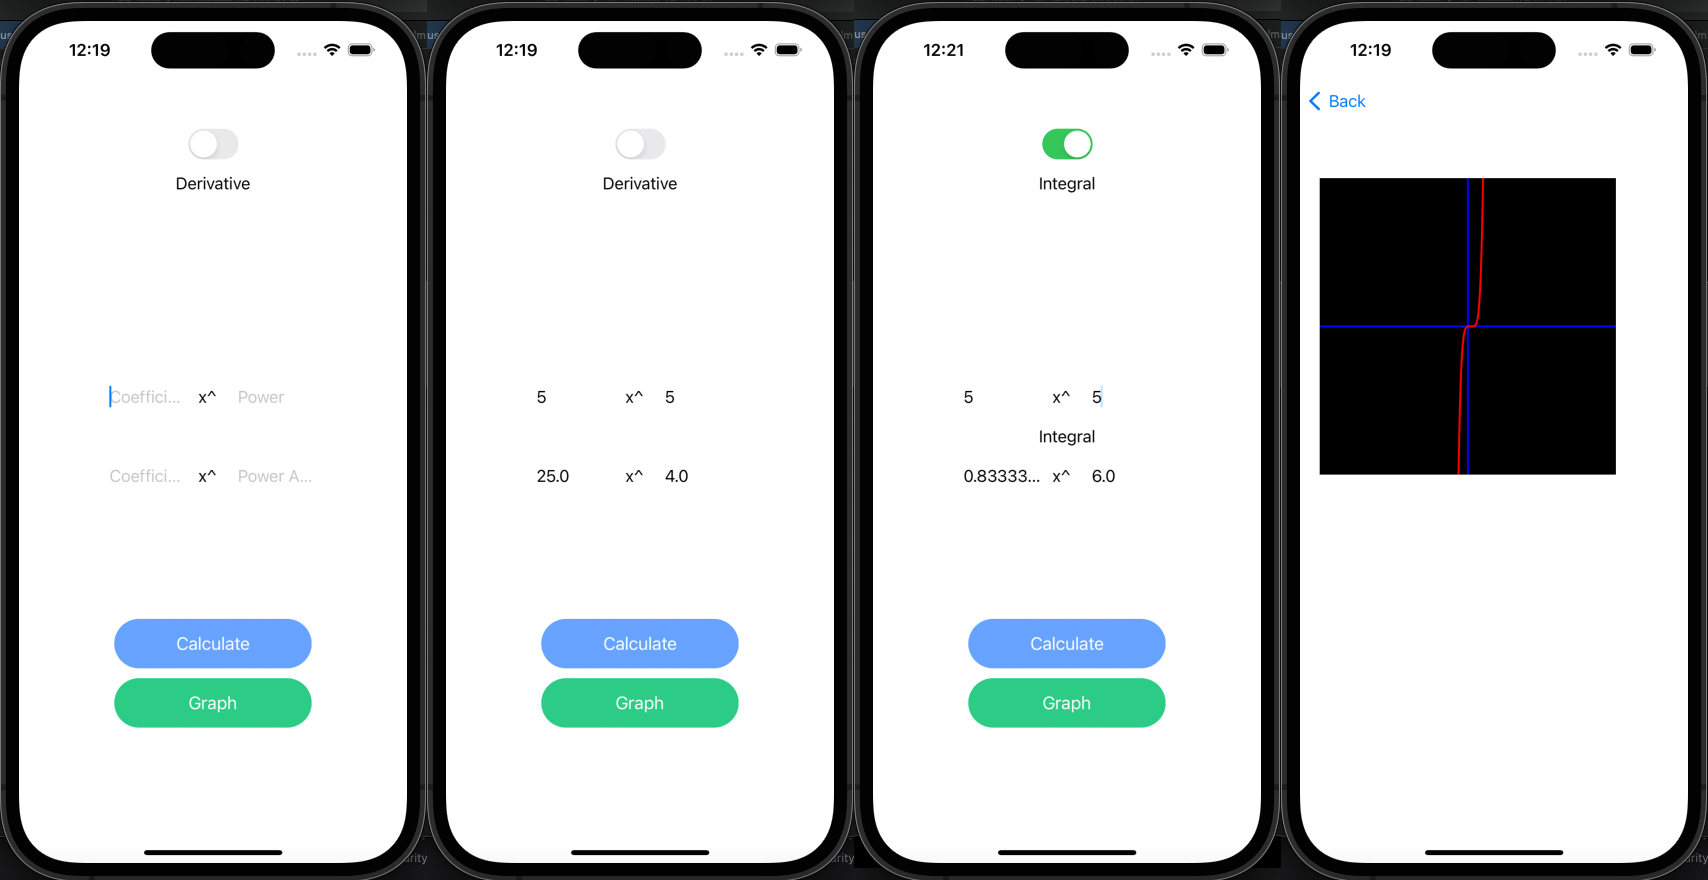 12:19
Derivative
Coeffici... x^ Power
Coeffici... x^ Power A...
Calculate
Graph
12:19
Derivative
5 x^ 5
25.0 x^ 4.0
Calculate
Graph
12:21
Integral
5 x^ 5
Integral
0.83333... x^ 6.0
Calculate
Graph
12:19
Back